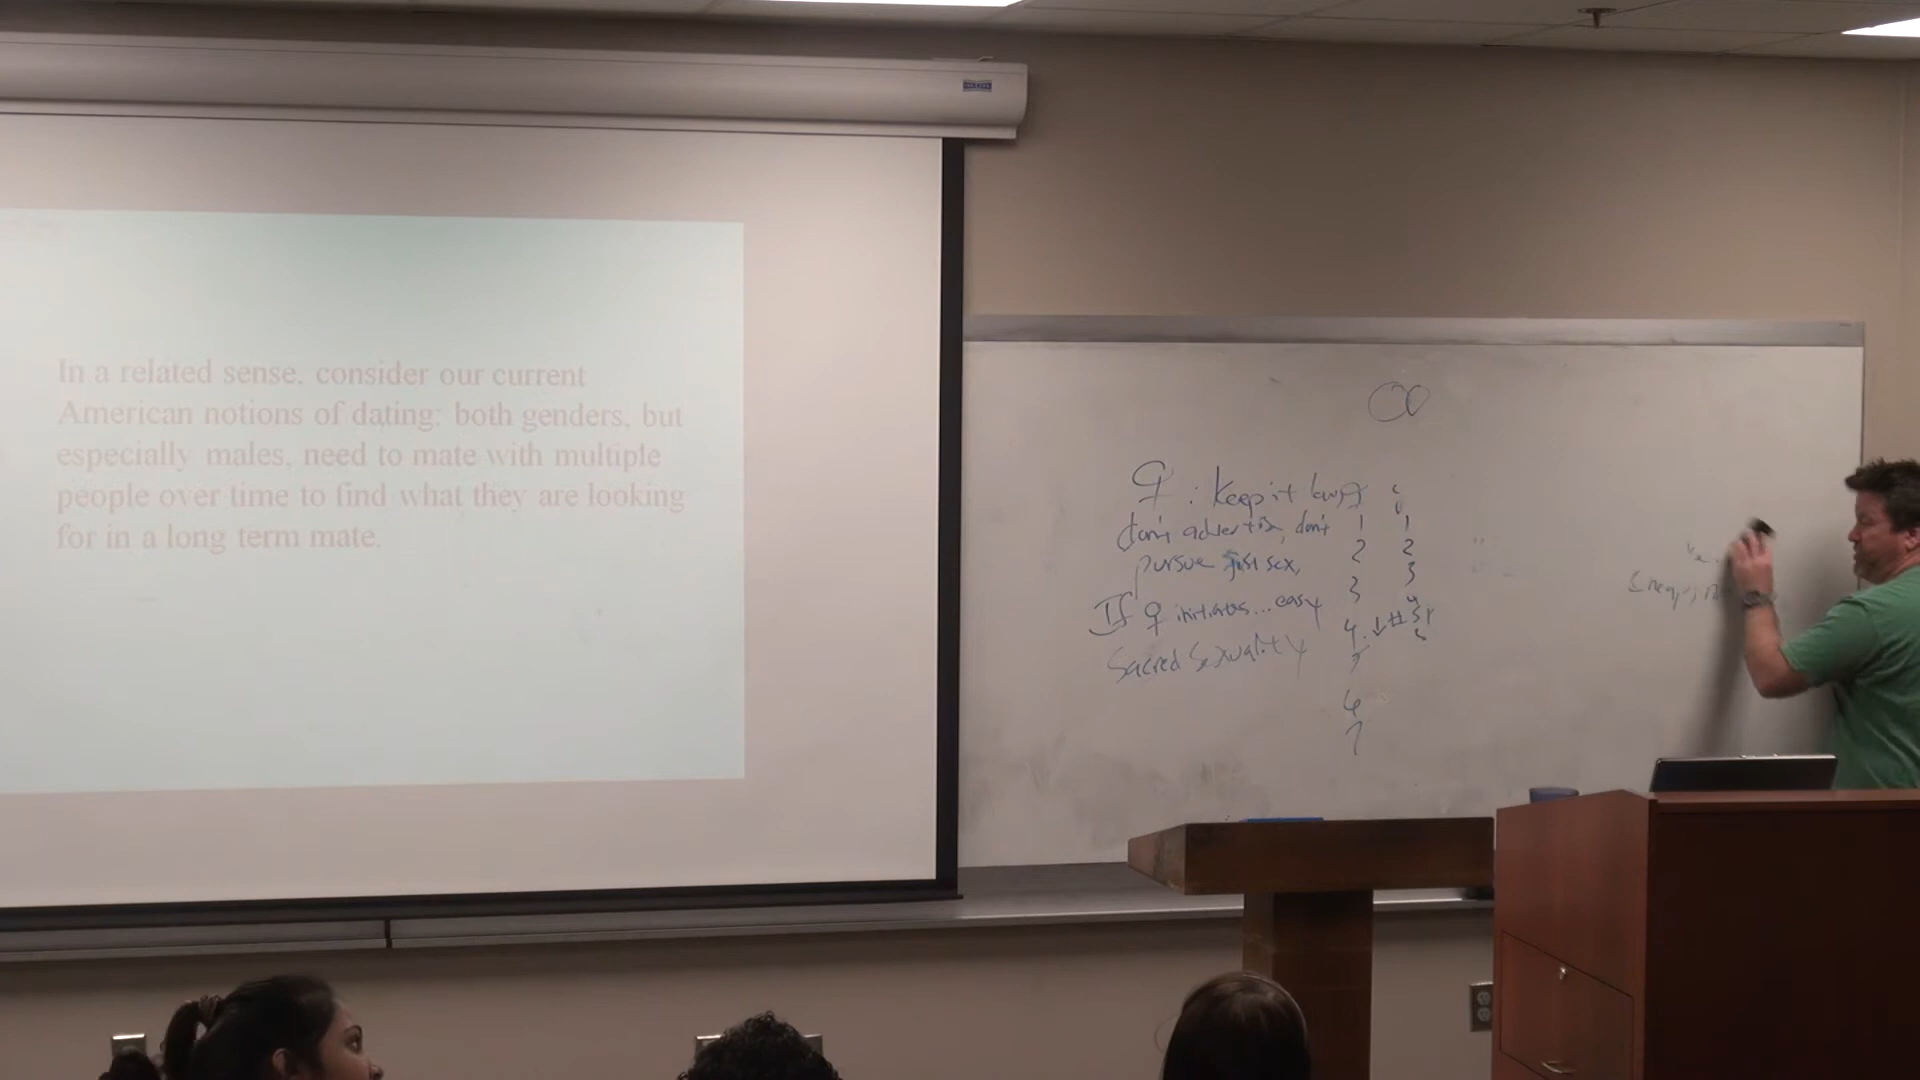 In a related sense, consider our current
American notions of dating: both genders, but
especially males, need to mate with multiple
people over time to find what they are looking
for in a long term mate.
♀ : Keep it low
don't advertise, don't
pursue just sex,
If ♀ initiates... easy
Sacred Sexuality
1 1
2 2
3 3
4. ↓ #
6
7